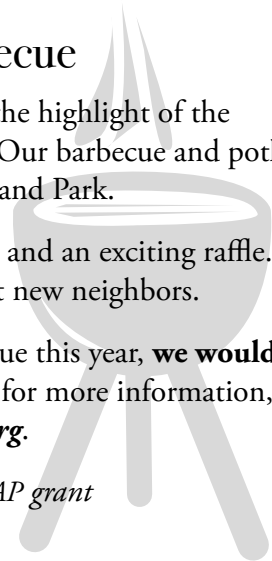 ecue
he highlight of the
Our barbecue and potl
and Park.
and an exciting raffle.
t new neighbors.
ue this year, we would
for more information,
rg.
AP grant